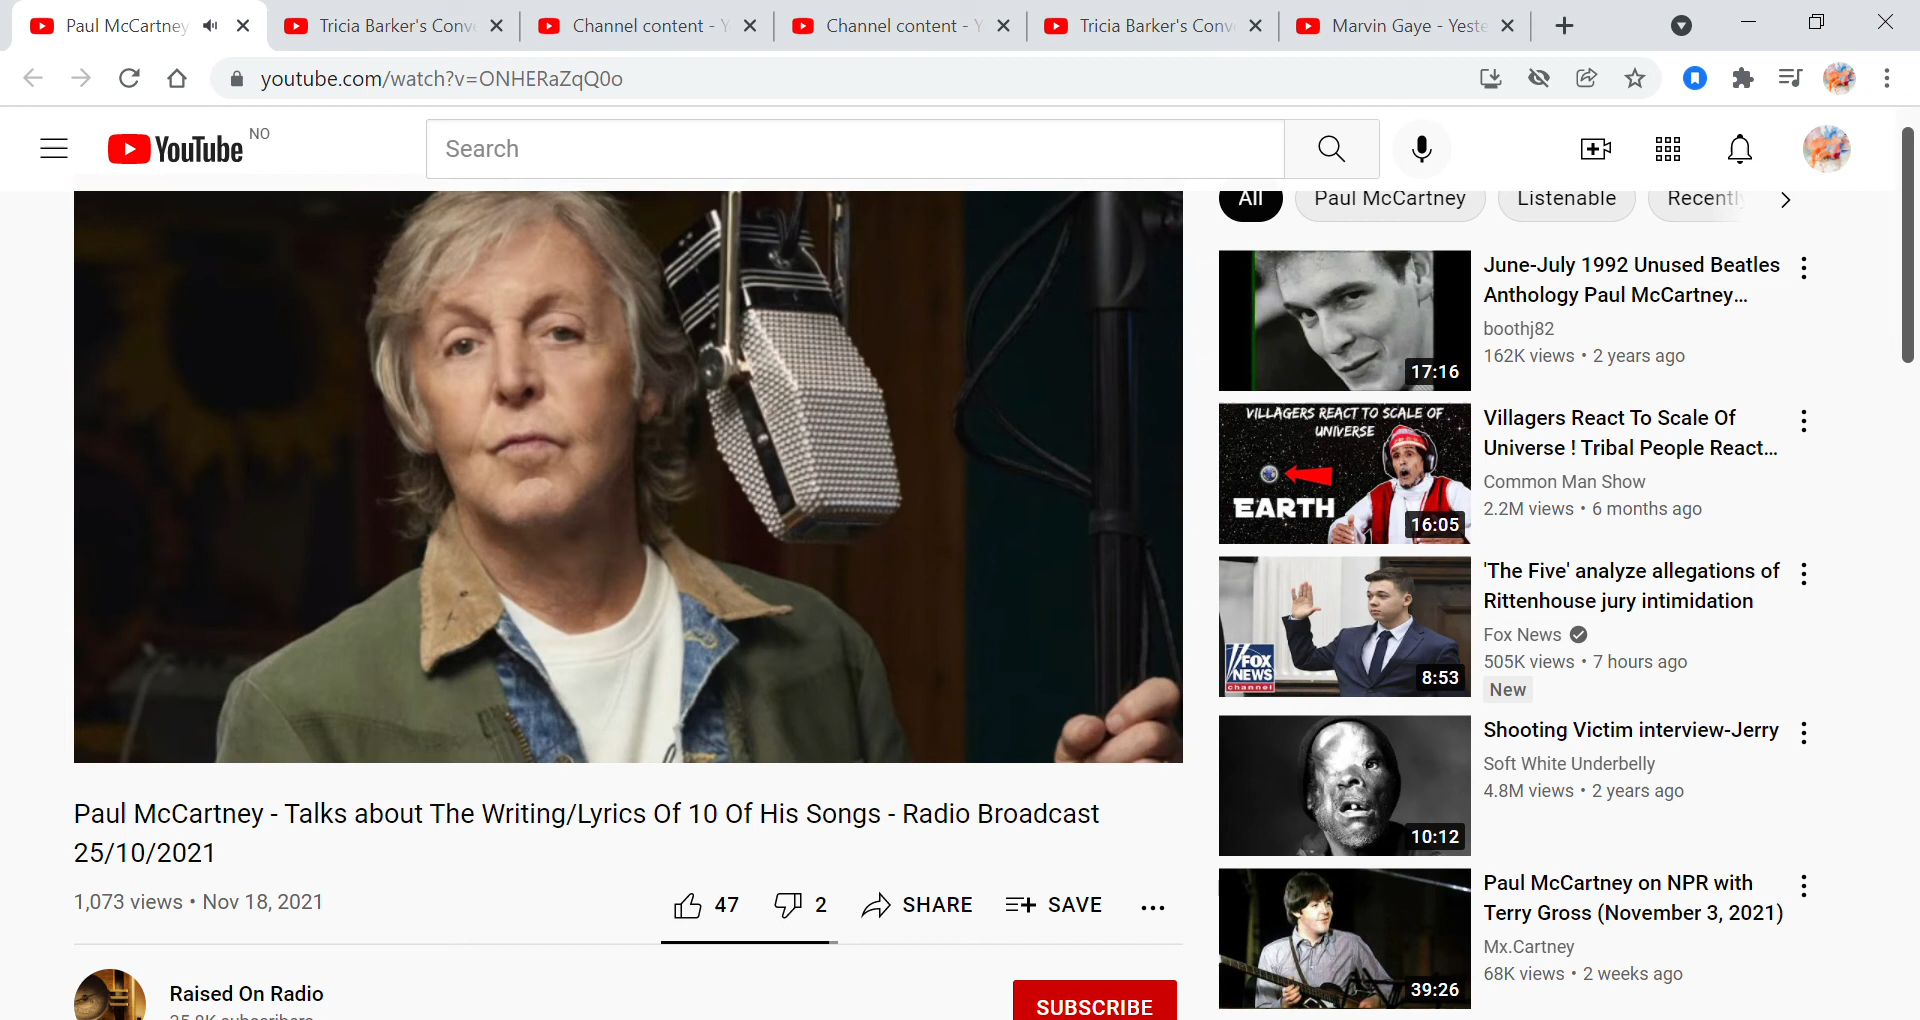 Paul McCartney
Tricia Barker's Conv
Channel content - Y
Channel content - Y
Tricia Barker's Conv
Marvin Gaye - Yeste
youtube.com/watch?v=ONHERaZqQ0o
YouTube NO
Search
All
Paul McCartney
Listenable
Recently
June-July 1992 Unused Beatles
Anthology Paul McCartney...
boothj82
162K views • 2 years ago
17:16
VILLAGERS REACT TO SCALE OF
UNIVERSE
EARTH
16:05
Villagers React To Scale Of
Universe ! Tribal People React...
Common Man Show
2.2M views • 6 months ago
FOX
NEWS
channel
8:53
'The Five' analyze allegations of
Rittenhouse jury intimidation
Fox News
505K views • 7 hours ago
New
10:12
Shooting Victim interview-Jerry
Soft White Underbelly
4.8M views • 2 years ago
39:26
Paul McCartney on NPR with
Terry Gross (November 3, 2021)
Mx.Cartney
68K views • 2 weeks ago
Paul McCartney - Talks about The Writing/Lyrics Of 10 Of His Songs - Radio Broadcast
25/10/2021
1,073 views • Nov 18, 2021
47
2
SHARE
SAVE
Raised On Radio
SUBSCRIBE